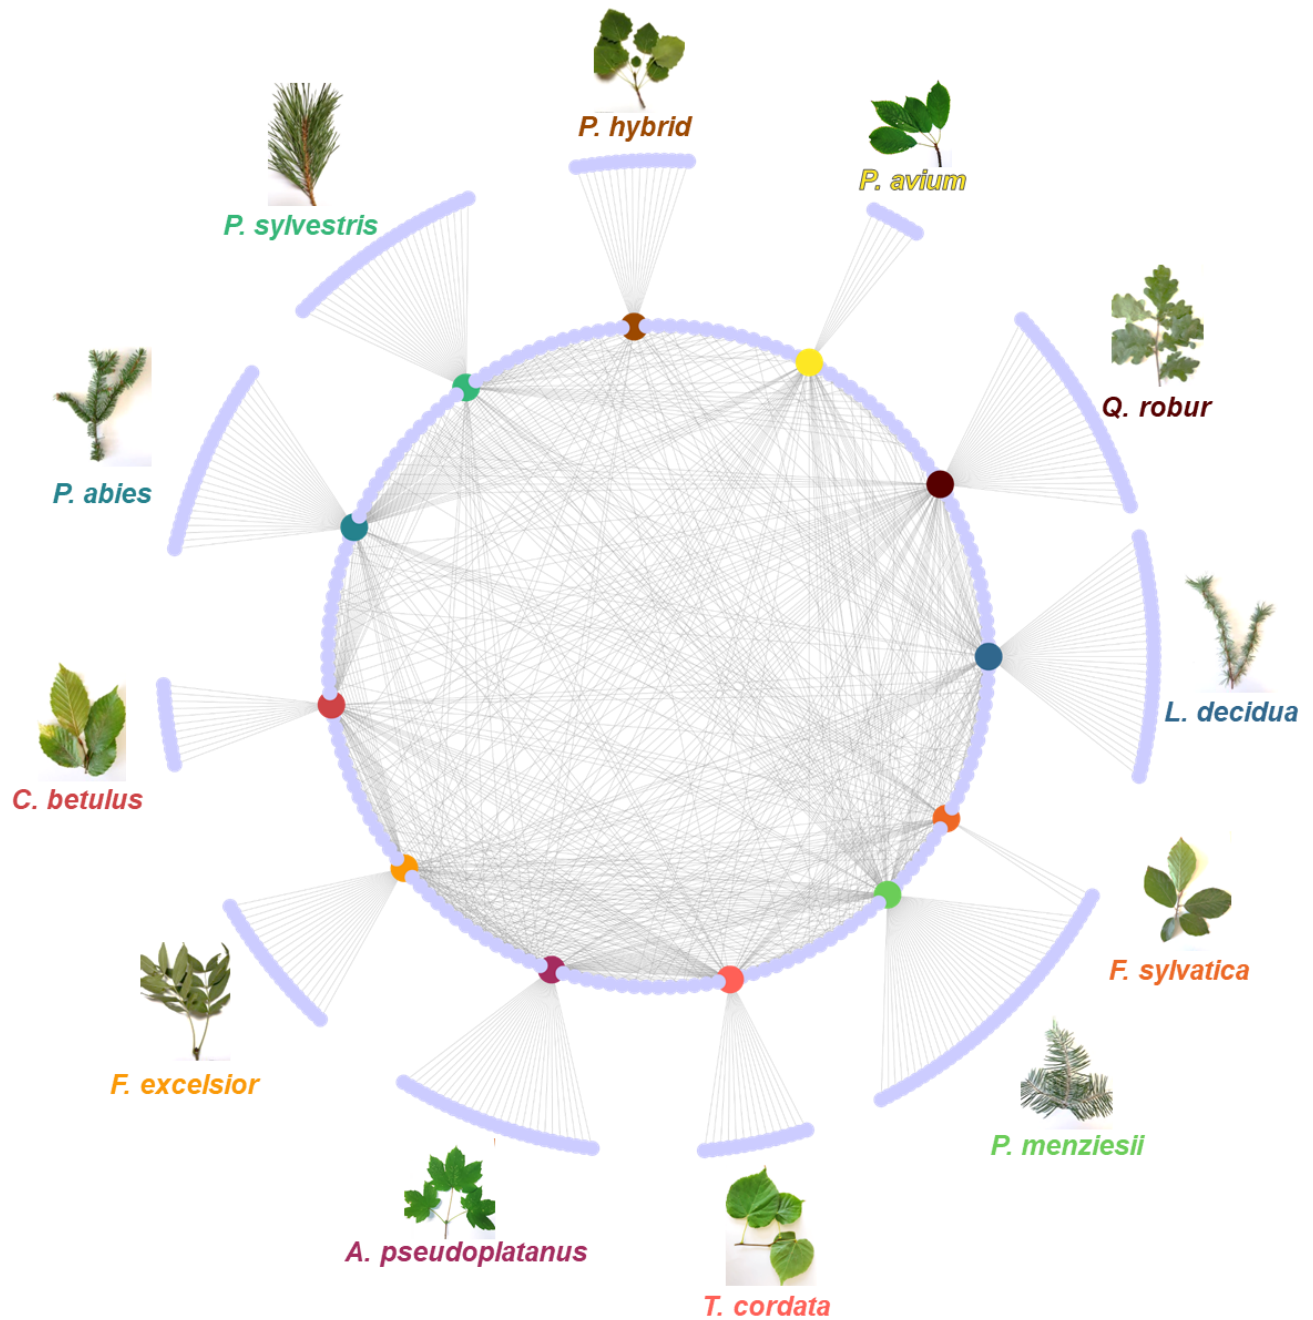 P. hybrid
P. avium
P. sylvestris
Q. robur
P. abies
L. decidua
C. betulus
F. sylvatica
F. excelsior
P. menziesii
A. pseudoplatanus
T. cordata